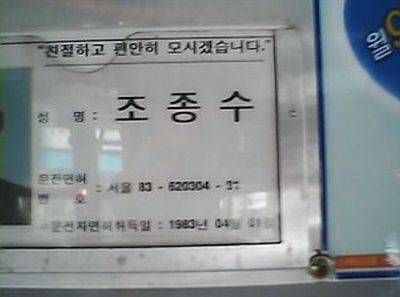 "친절하고 편안히 모시겠습니다."
성 명 : 조 종 수
운전면허
번 호 : 서울 83 - 620304 -
운전자면허취득일 : 1983년 04월 01